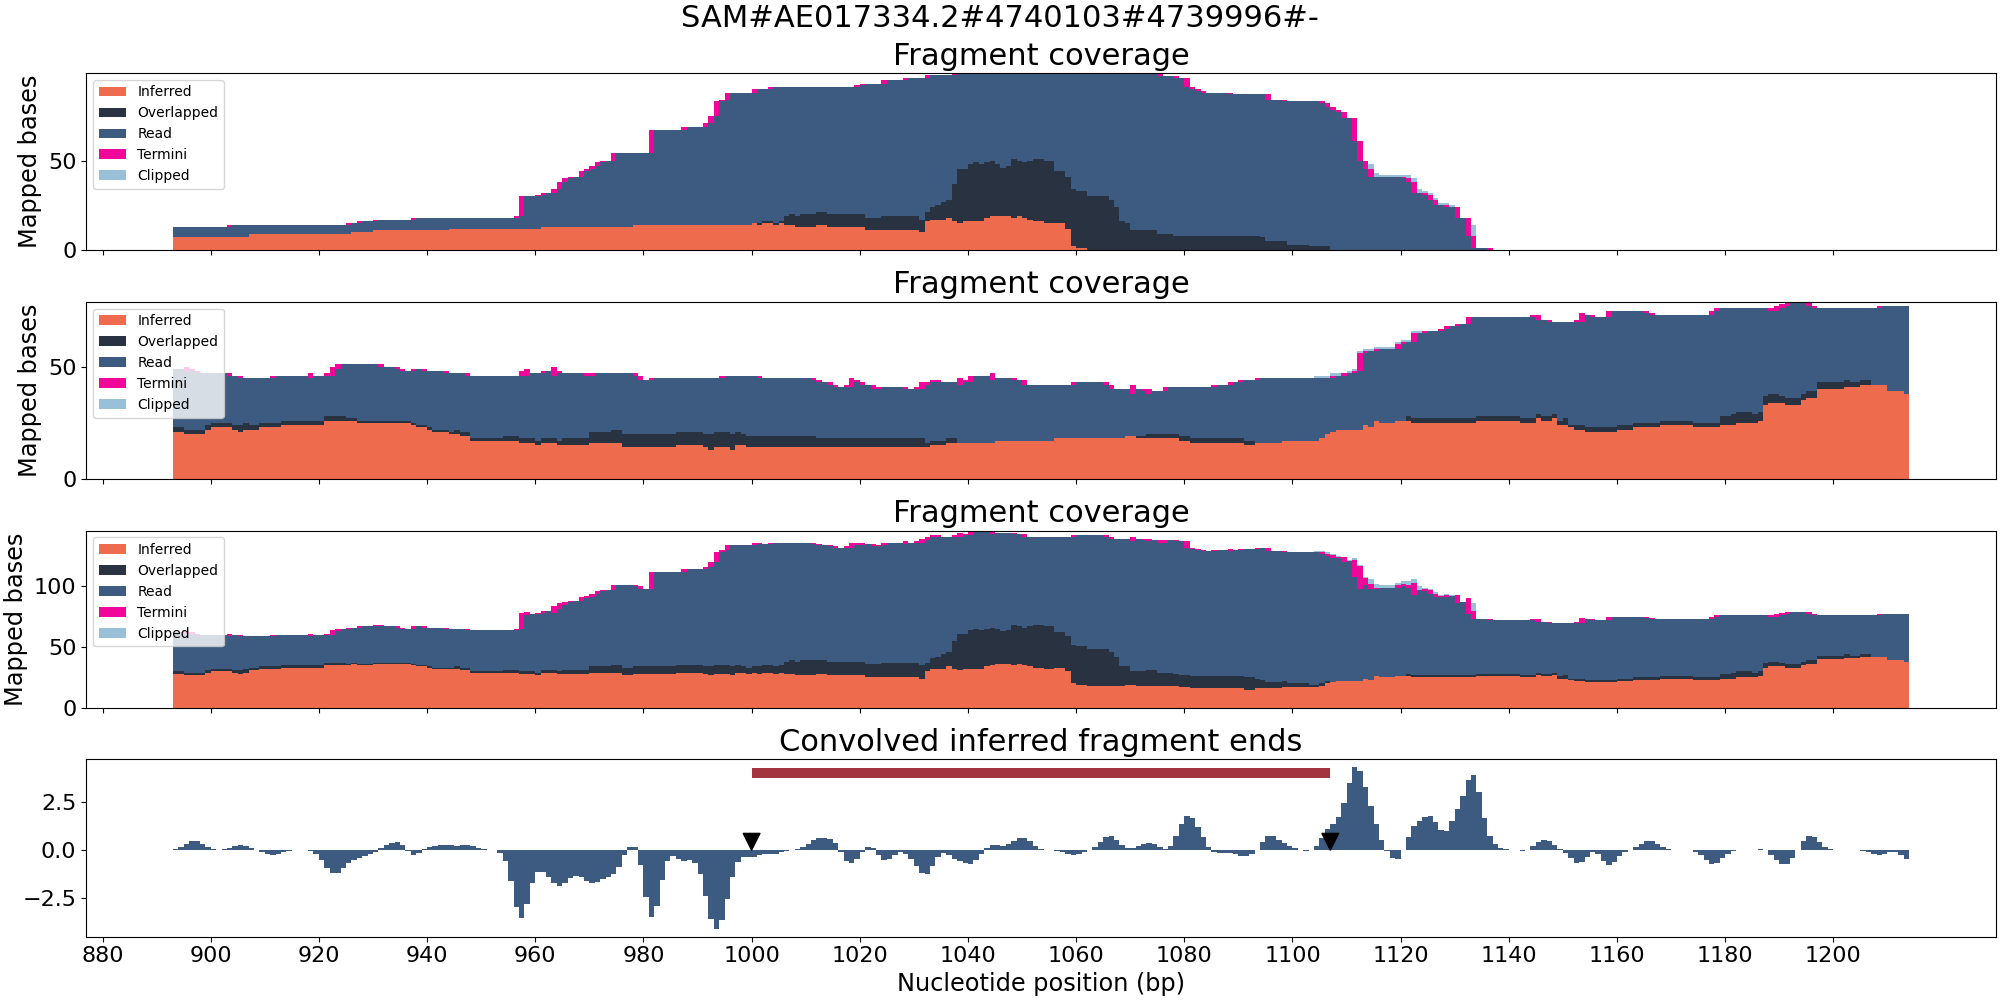 SAM#AE017334.2#4740103#4739996#-
Fragment coverage
Mapped bases
50
0
Inferred
Overlapped
Read
Termini
Clipped
Fragment coverage
Mapped bases
50
0
Inferred
Overlapped
Read
Termini
Clipped
Fragment coverage
Mapped bases
100
50
0
Inferred
Overlapped
Read
Termini
Clipped
Convolved inferred fragment ends
2.5
0.0
−2.5
880 900 920 940 960 980 1000 1020 1040 1060 1080 1100 1120 1140 1160 1180 1200
Nucleotide position (bp)